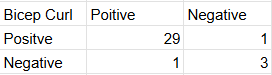 Bicep Curl Poitive Negative
Positve 29 1
Negative 1 3